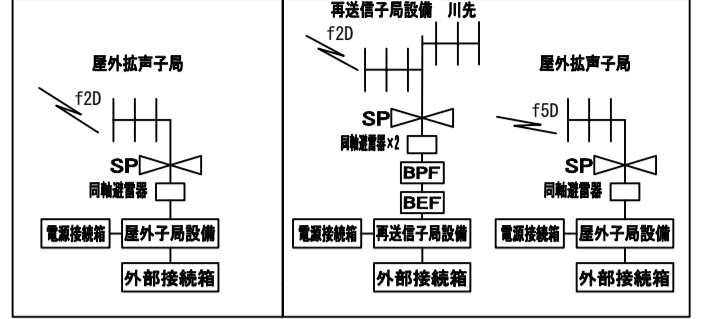 屋外拡声子局
f2D
SP
同軸避雷器
電源接続箱
屋外子局設備
外部接続箱
再送信子局設備 川先
f2D
SP
同軸避雷器×2
BPF
BEF
電源接続箱
再送信子局設備
外部接続箱
屋外拡声子局
f5D
SP
同軸避雷器
電源接続箱
屋外子局設備
外部接続箱